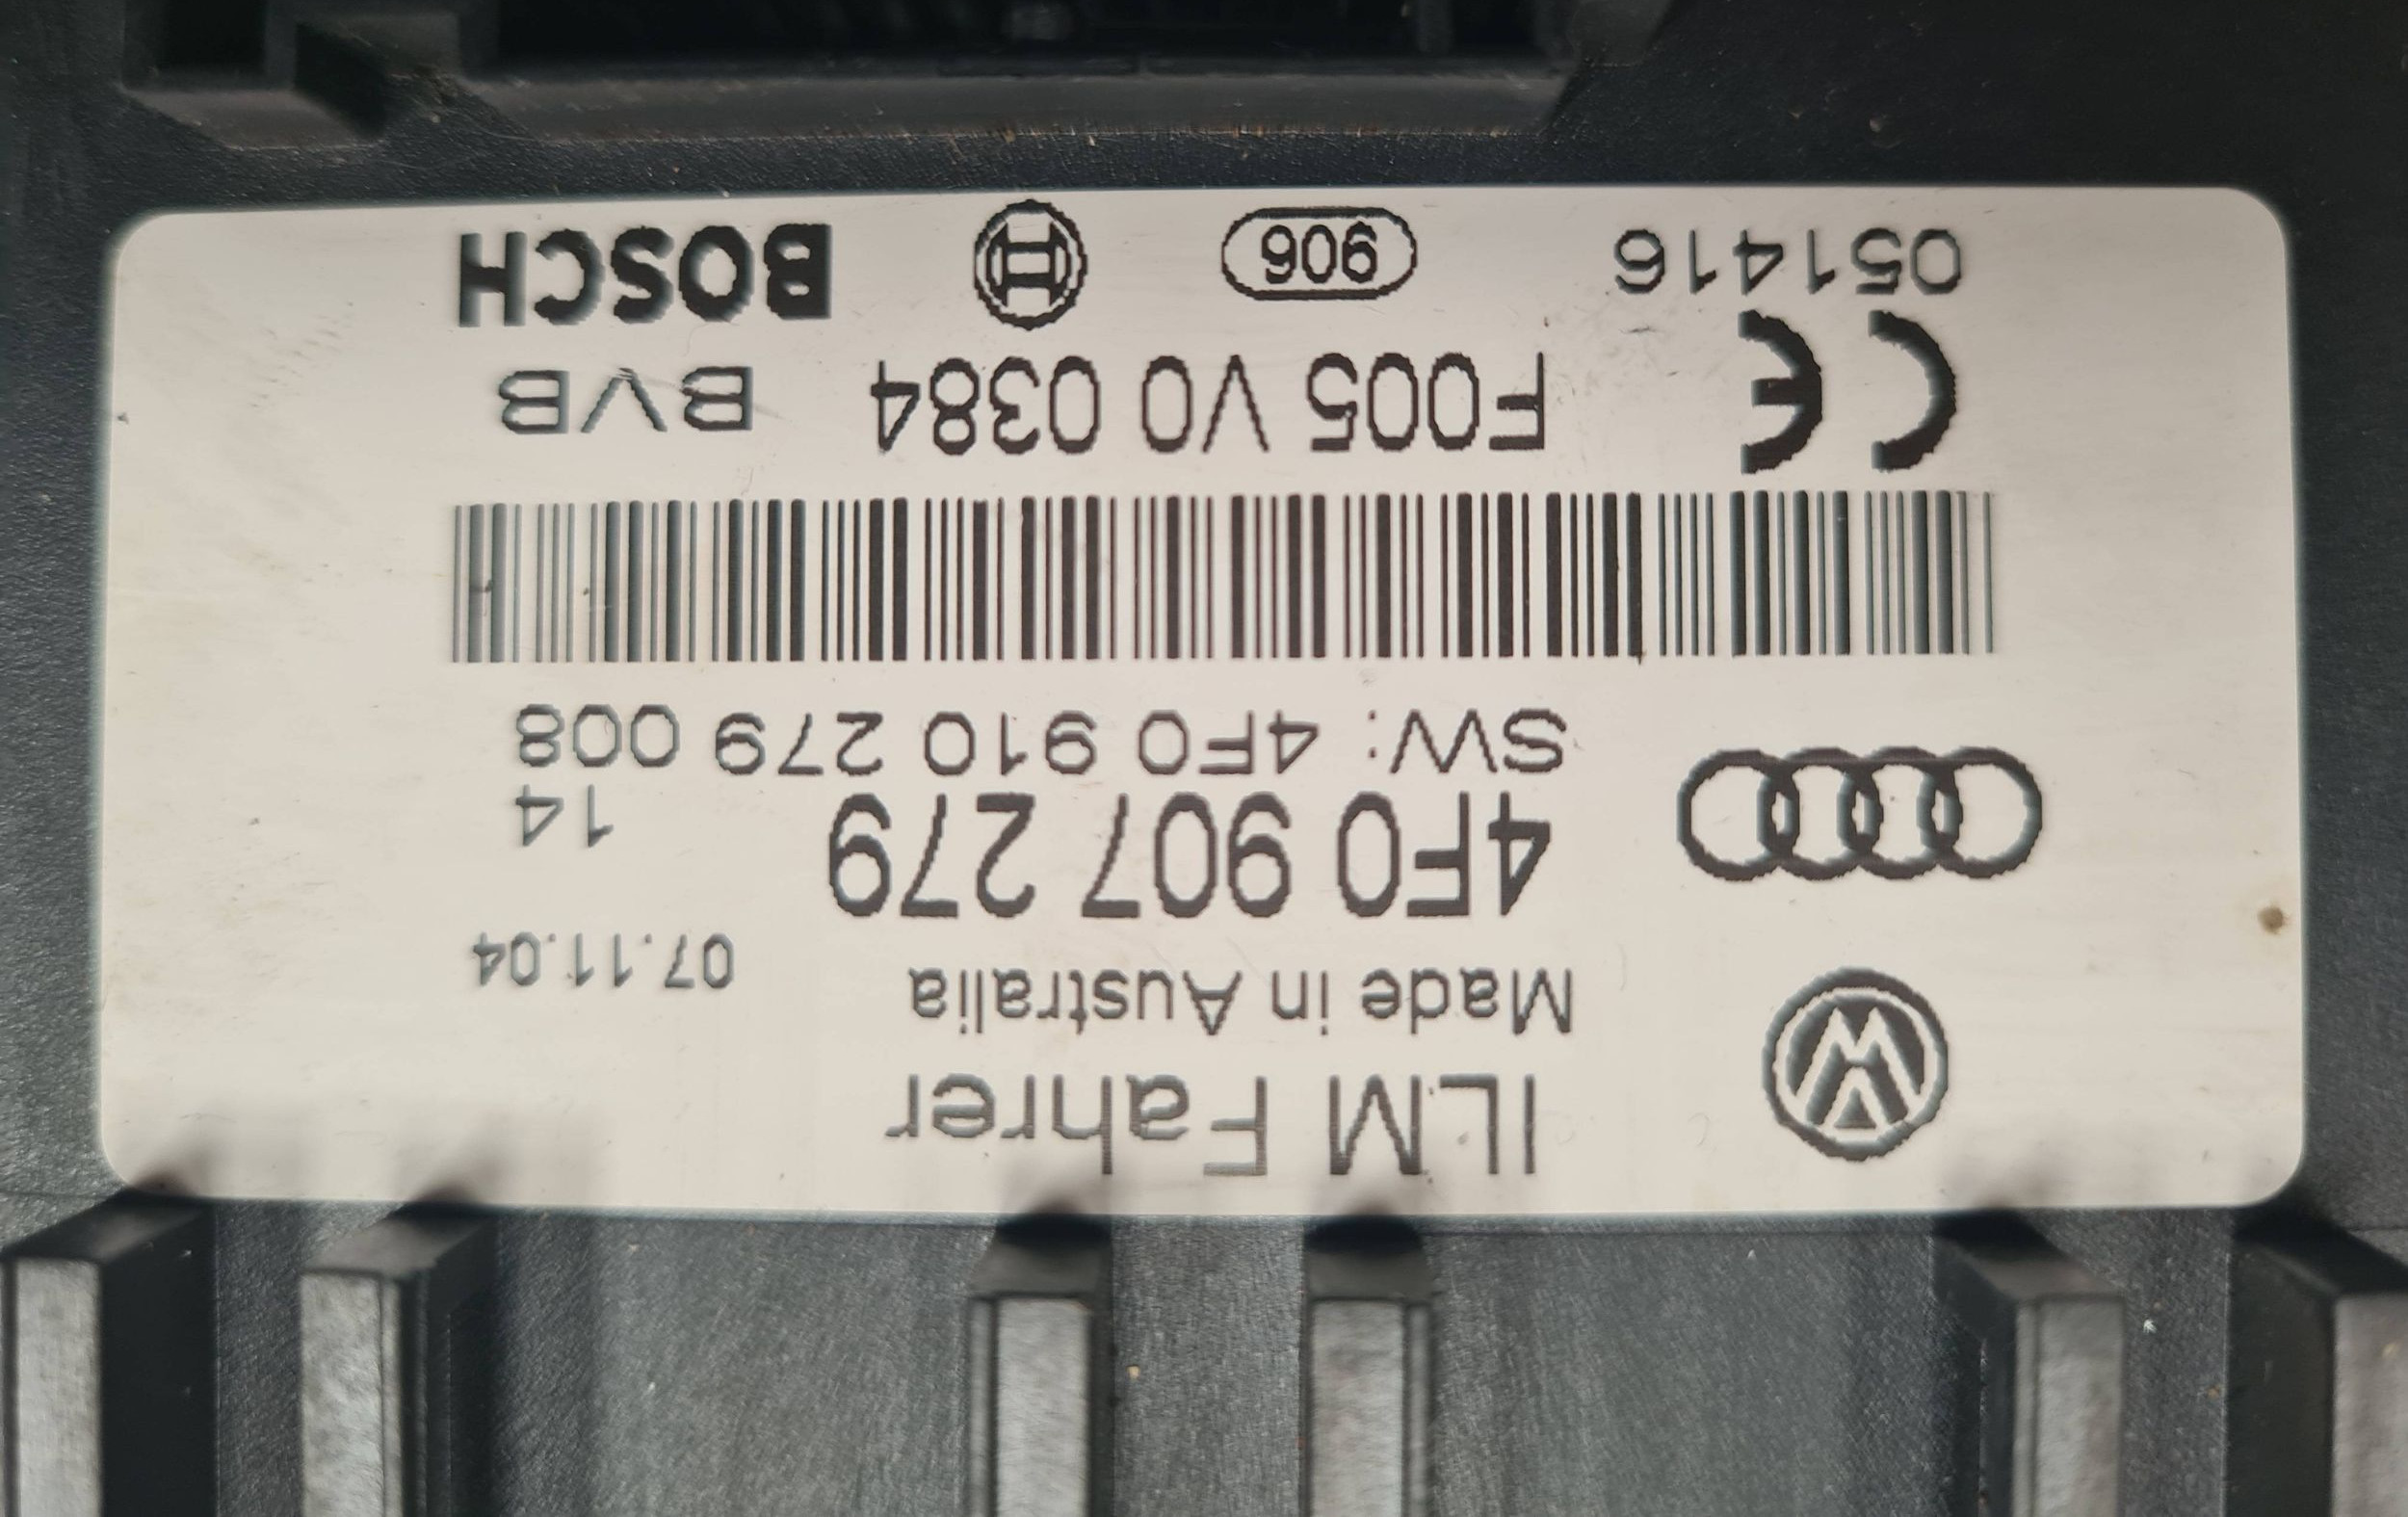 ILM Fahrer
Made in Australia 07.11.04
4F0 907 279 14
SW: 4F0 910 279 008
CE F005 V0 0384 BVB
051416 906 BOSCH